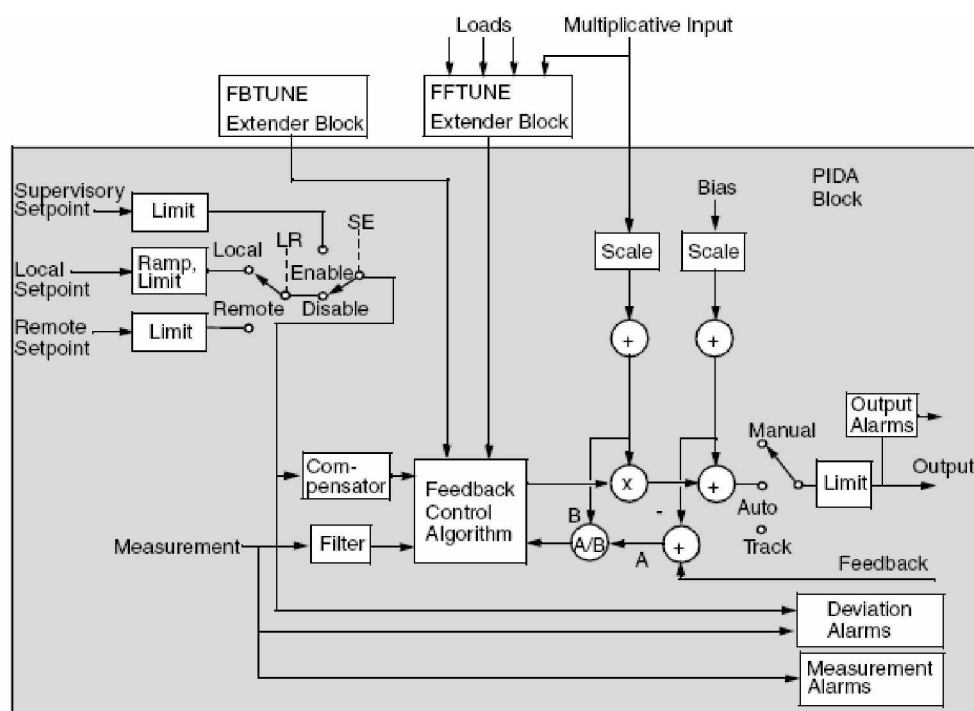 Loads
Multiplicative Input
FBTUNE
Extender Block
FFTUNE
Extender Block
PIDA
Block
Supervisory
Setpoint
Limit
Bias
SE
LR
Local
Enable
Scale
Scale
Local
Setpoint
Ramp,
Limit
Remote
Disable
Remote
Setpoint
Limit
+
+
Output
Alarms
Manual
Com-
pensator
Feedback
Control
Algorithm
x
+
Limit
Output
B
-
Auto
Measurement
Filter
A/B
A
+
Track
Feedback
Deviation
Alarms
Measurement
Alarms